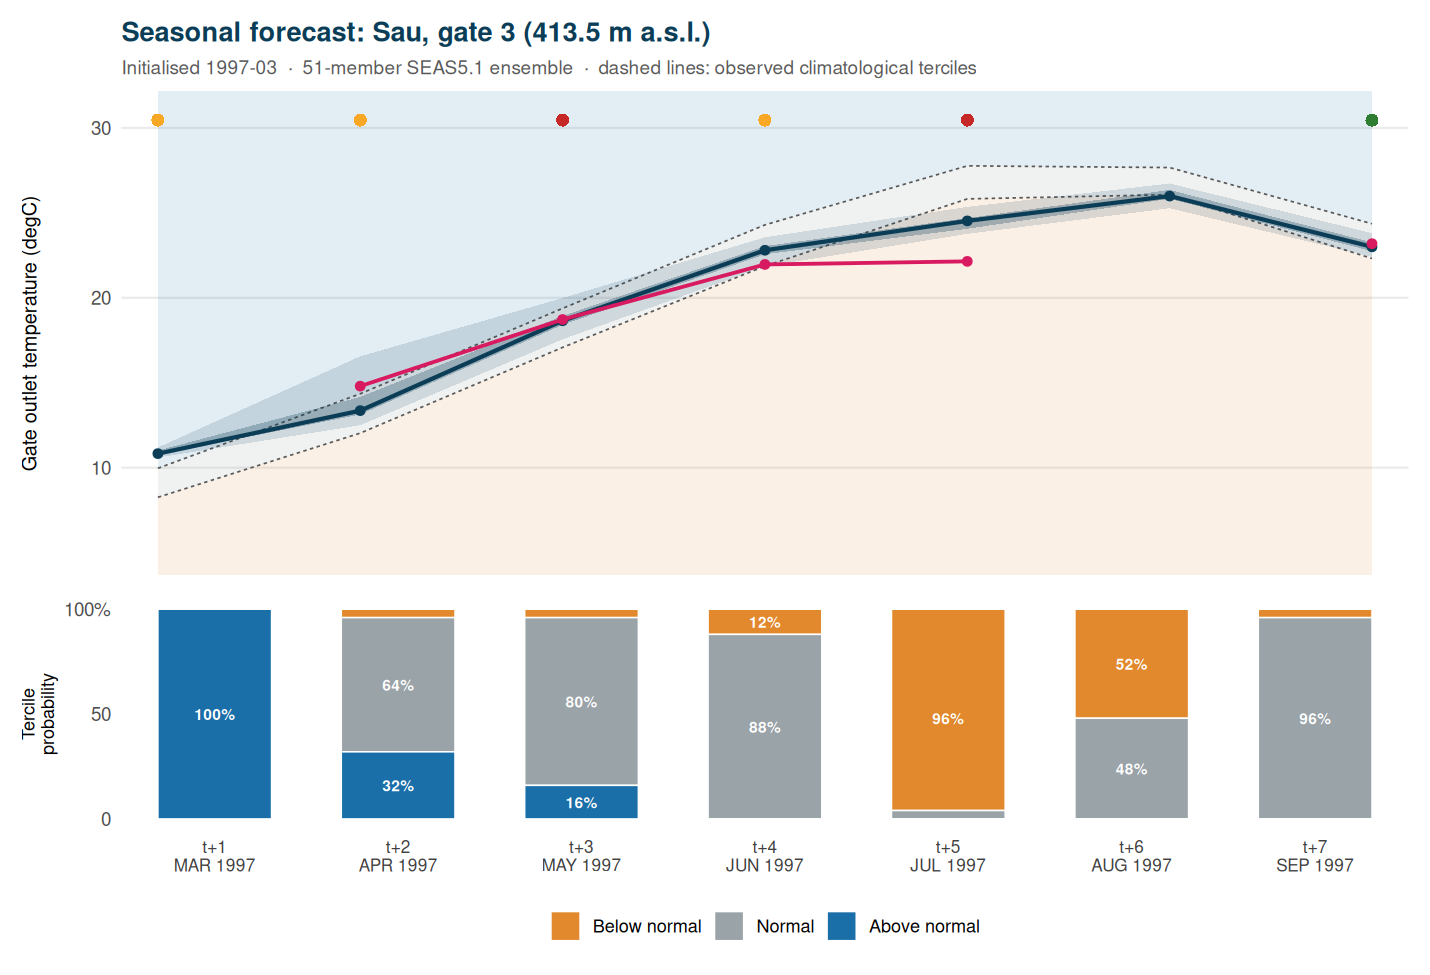 Seasonal forecast: Sau, gate 3 (413.5 m a.s.l.)
Initialised 1997-03 · 51-member SEAS5.1 ensemble · dashed lines: observed climatological terciles
Gate outlet temperature (degC)
30
20
10
Tercile
probability
100%
50
0
100%
64%
32%
80%
16%
12%
88%
96%
52%
48%
96%
t+1
MAR 1997
t+2
APR 1997
t+3
MAY 1997
t+4
JUN 1997
t+5
JUL 1997
t+6
AUG 1997
t+7
SEP 1997
Below normal
Normal
Above normal